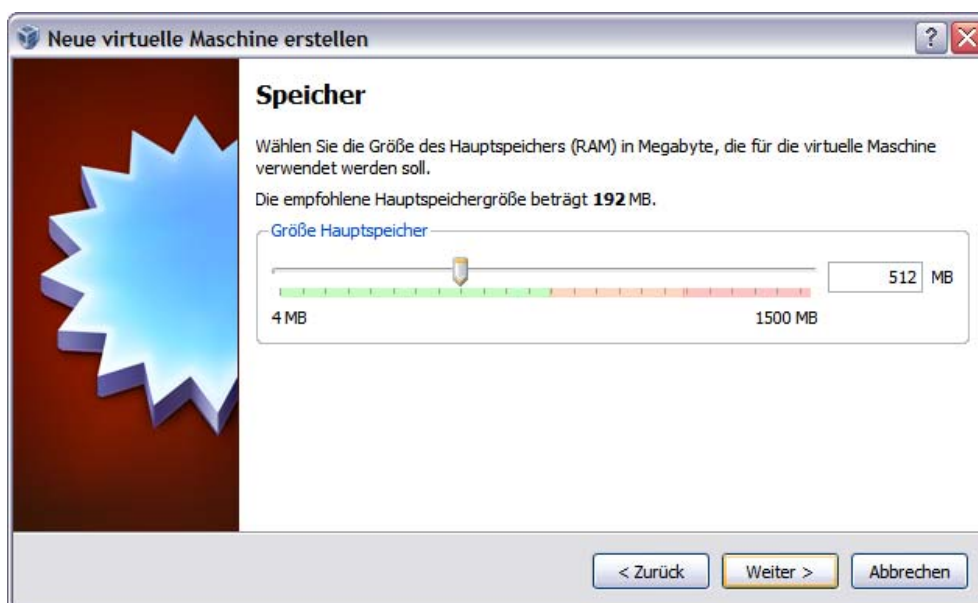 Neue virtuelle Maschine erstellen
?
Speicher
Wählen Sie die Größe des Hauptspeichers (RAM) in Megabyte, die für die virtuelle Maschine
verwendet werden soll.
Die empfohlene Hauptspeichergröße beträgt 192 MB.
Größe Hauptspeicher
512 MB
4 MB 1500 MB
< Zurück Weiter > Abbrechen